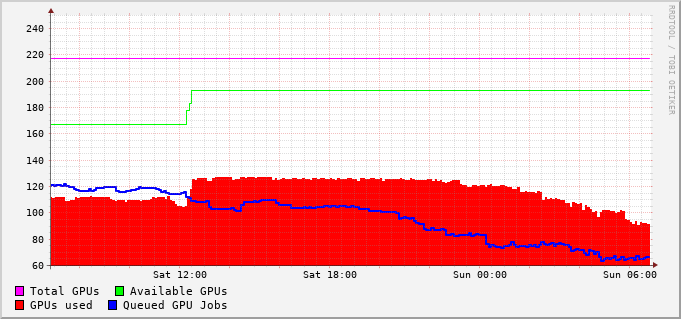 RRDTOOL / TOBI OETIKER
240
220
200
180
160
140
120
100
80
60
Sat 12:00 Sat 18:00 Sun 00:00 Sun 06:00
Total GPUs Available GPUs
GPUs used Queued GPU Jobs